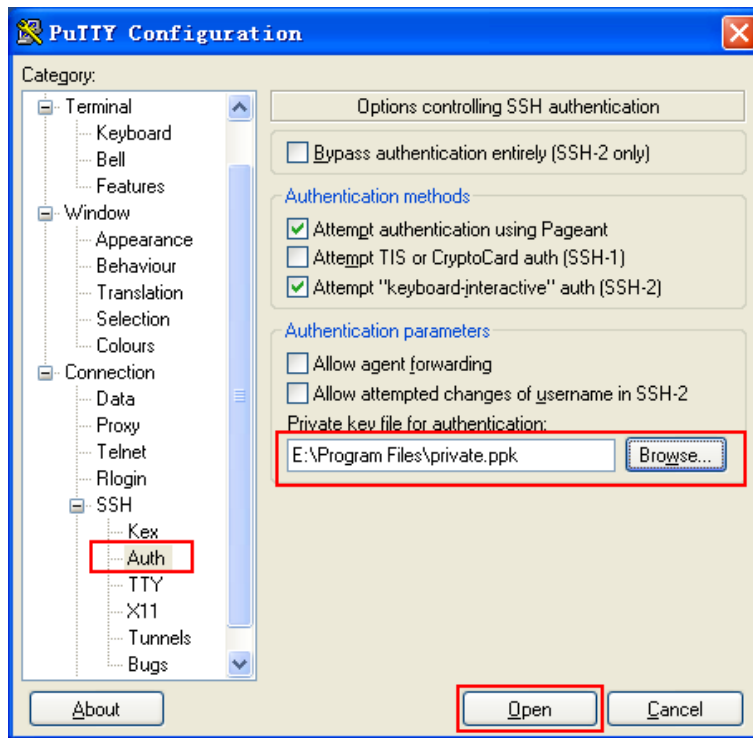 PuTTY Configuration
Category:
Terminal
Keyboard
Bell
Features
Window
Appearance
Behaviour
Translation
Selection
Colours
Connection
Data
Proxy
Telnet
Rlogin
SSH
Kex
Auth
TTY
X11
Tunnels
Bugs
Options controlling SSH authentication
Bypass authentication entirely (SSH-2 only)
Authentication methods
Attempt authentication using Pageant
Attempt TIS or CryptoCard auth (SSH-1)
Attempt "keyboard-interactive" auth (SSH-2)
Authentication parameters
Allow agent forwarding
Allow attempted changes of username in SSH-2
Private key file for authentication:
E:\Program Files\private.ppk
Browse...
About
Open
Cancel